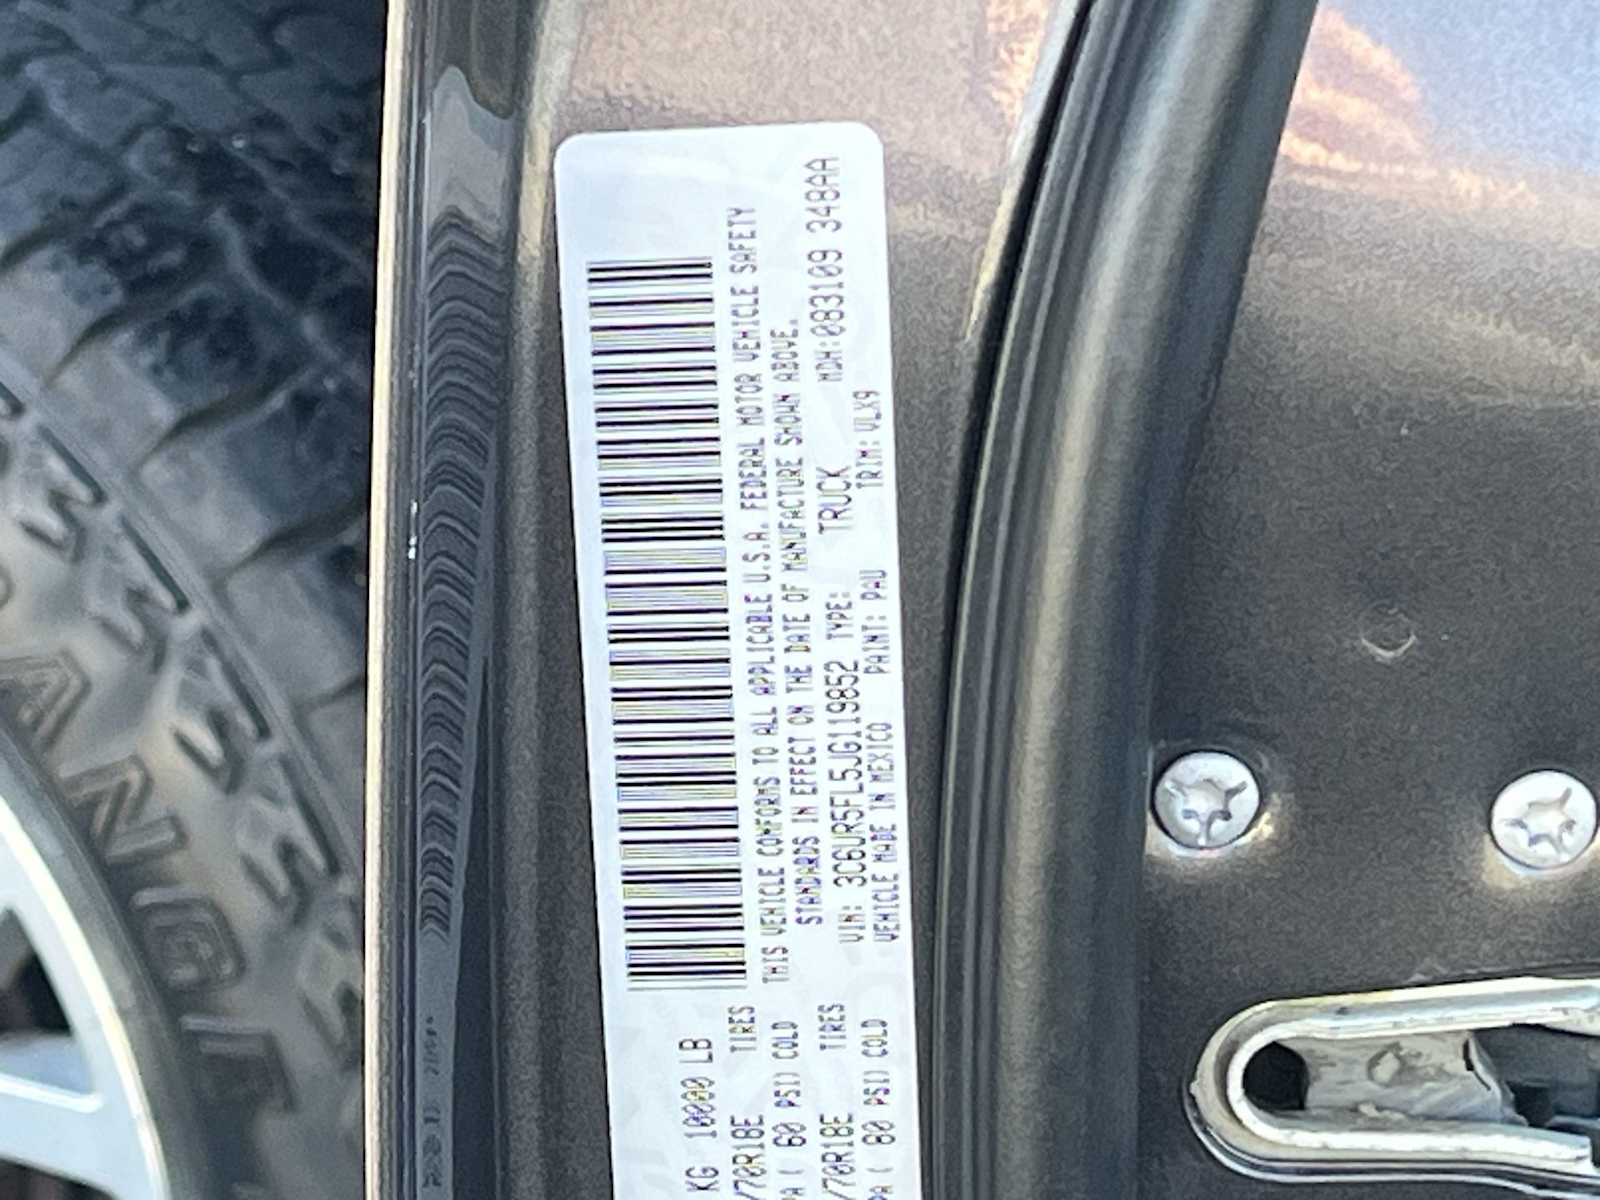 KG 10000 LB
/70R18E TIRES
PA ( 60 PSI) COLD
/70R18E TIRES
PA ( 80 PSI) COLD
THIS VEHICLE CONFORMS TO ALL APPLICABLE U.S.A. FEDERAL MOTOR VEHICLE SAFETY
STANDARDS IN EFFECT ON THE DATE OF MANUFACTURE SHOWN ABOVE.
VIN: 3C6UR5FL5JG119852 TYPE: TRUCK MDH:083109 348AA
VEHICLE MADE IN MEXICO PAINT: PAU TRIM: VLX9